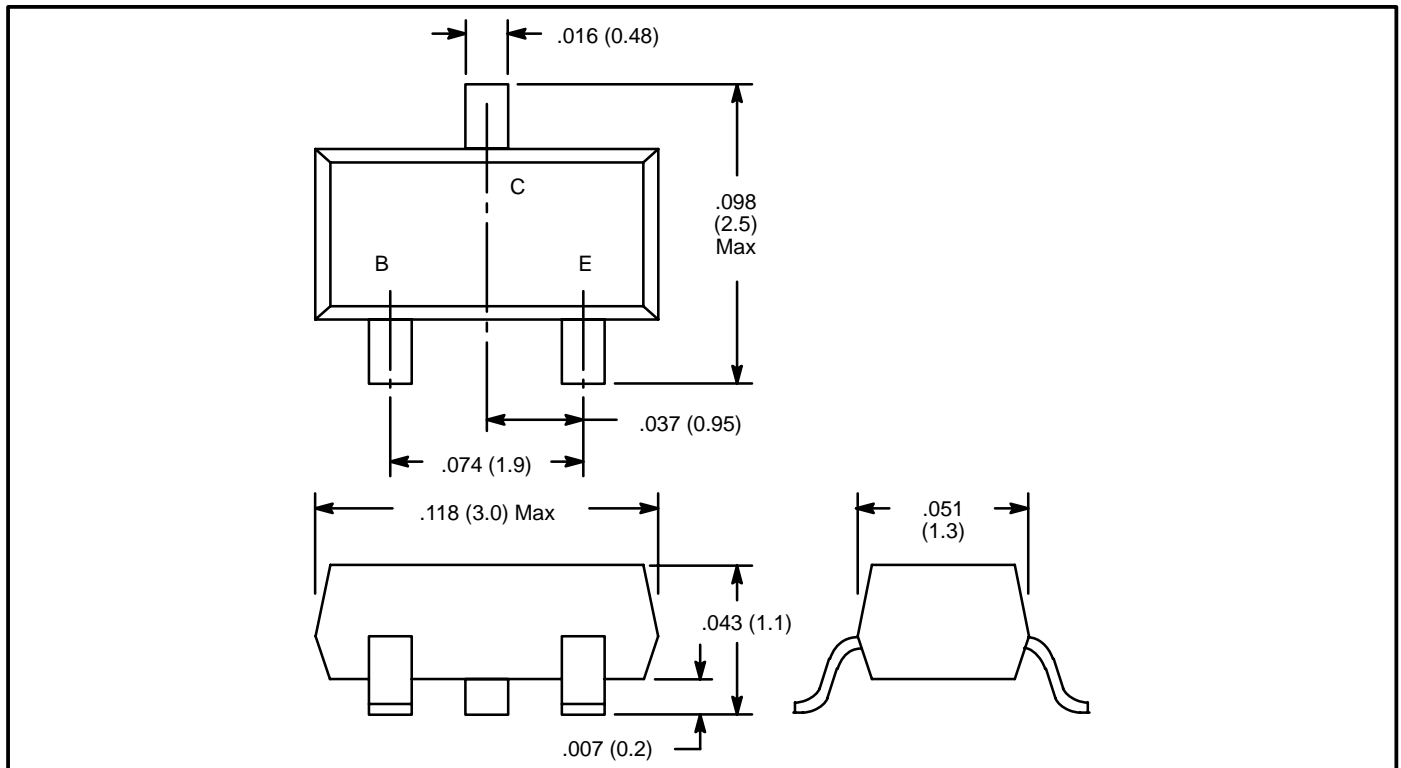 .016 (0.48)
C
.098
(2.5)
Max
B
E
.037 (0.95)
.074 (1.9)
.118 (3.0) Max
.051
(1.3)
.043 (1.1)
.007 (0.2)